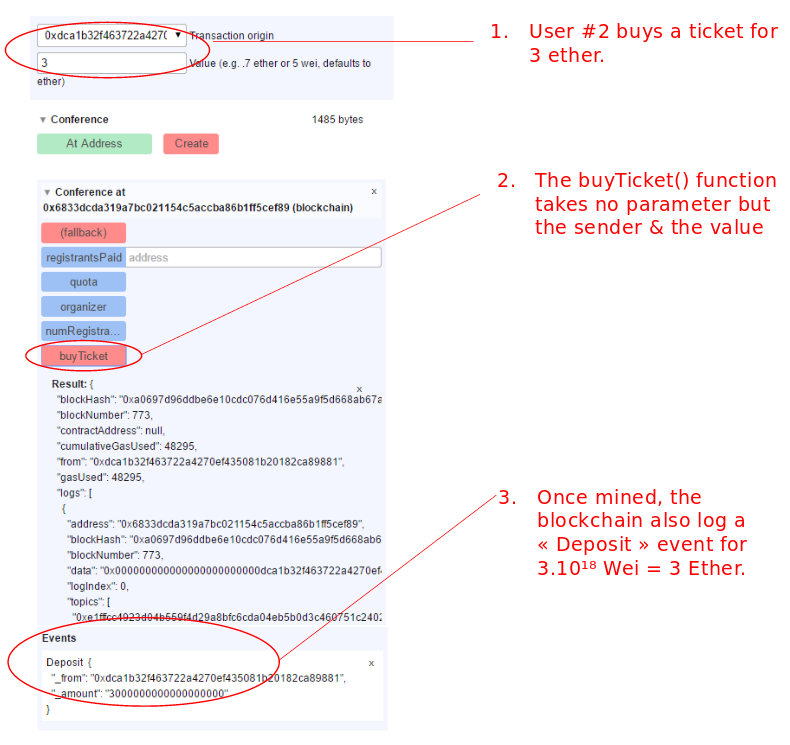 0xdca1b32f463722a4270 Transaction origin
3 Value (e.g. .7 ether or 5 wei, defaults to
ether)
1. User #2 buys a ticket for
3 ether.
Conference 1485 bytes
At Address Create
Conference at x
0x6833dcda319a7bc021154c5accba86b1ff5cef89 (blockchain)
(fallback)
registrantsPaid address
quota
organizer
numRegistra...
buyTicket
2. The buyTicket() function
takes no parameter but
the sender & the value
Result: { x
"blockHash": "0xa0697d96ddbe6e10cdc076d416e55a9f5d668ab67a
"blockNumber": 773,
"contractAddress": null,
"cumulativeGasUsed": 48295,
"from": "0xdca1b32f463722a4270ef435081b20182ca89881",
"gasUsed": 48295,
"logs": [
{
"address": "0x6833dcda319a7bc021154c5accba86b1ff5cef89",
"blockHash": "0xa0697d96ddbe6e10cdc076d416e55a9f5d668ab6
"blockNumber": 773,
"data": "0x000000000000000000000000dca1b32f463722a4270ef
"logIndex": 0,
"topics": [
3. Once mined, the
blockchain also log a
« Deposit » event for
3.10¹⁸ Wei = 3 Ether.
Events
Deposit { x
"_from": "0xdca1b32f463722a4270ef435081b20182ca89881",
"_amount": "3000000000000000000"
}